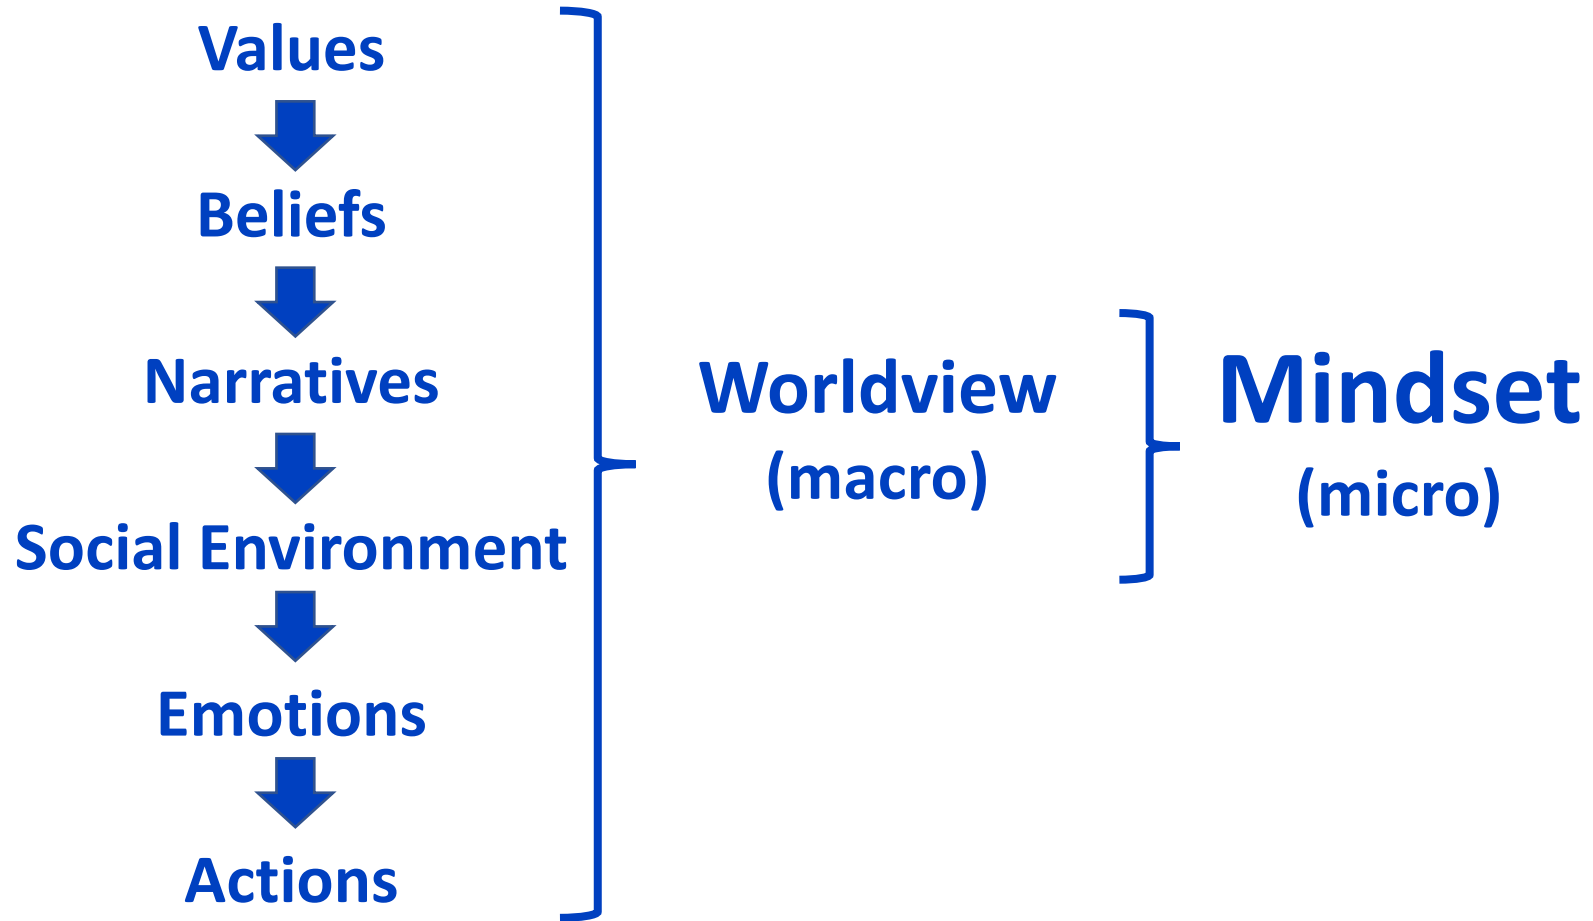 Values
Beliefs
Narratives
Social Environment
Emotions
Actions
Worldview
(macro)
Mindset
(micro)